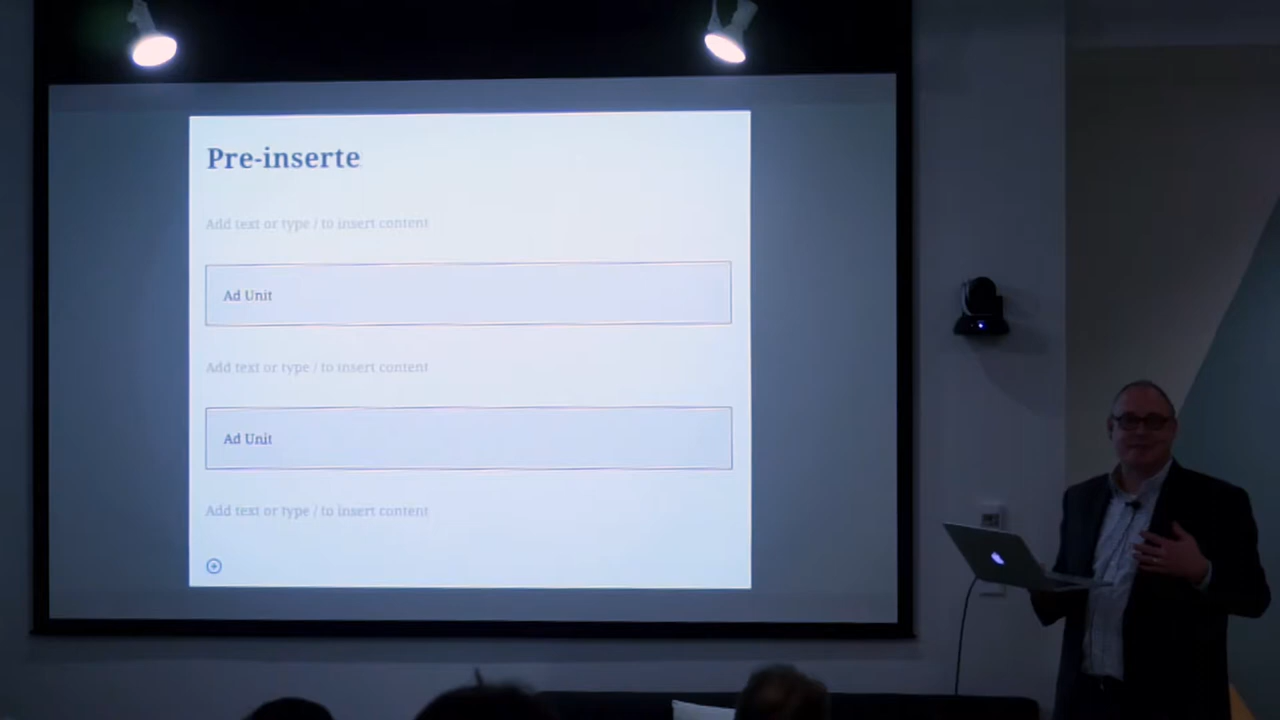 Pre-inserte
Add text or type / to insert content
Ad Unit
Add text or type / to insert content
Ad Unit
Add text or type / to insert content